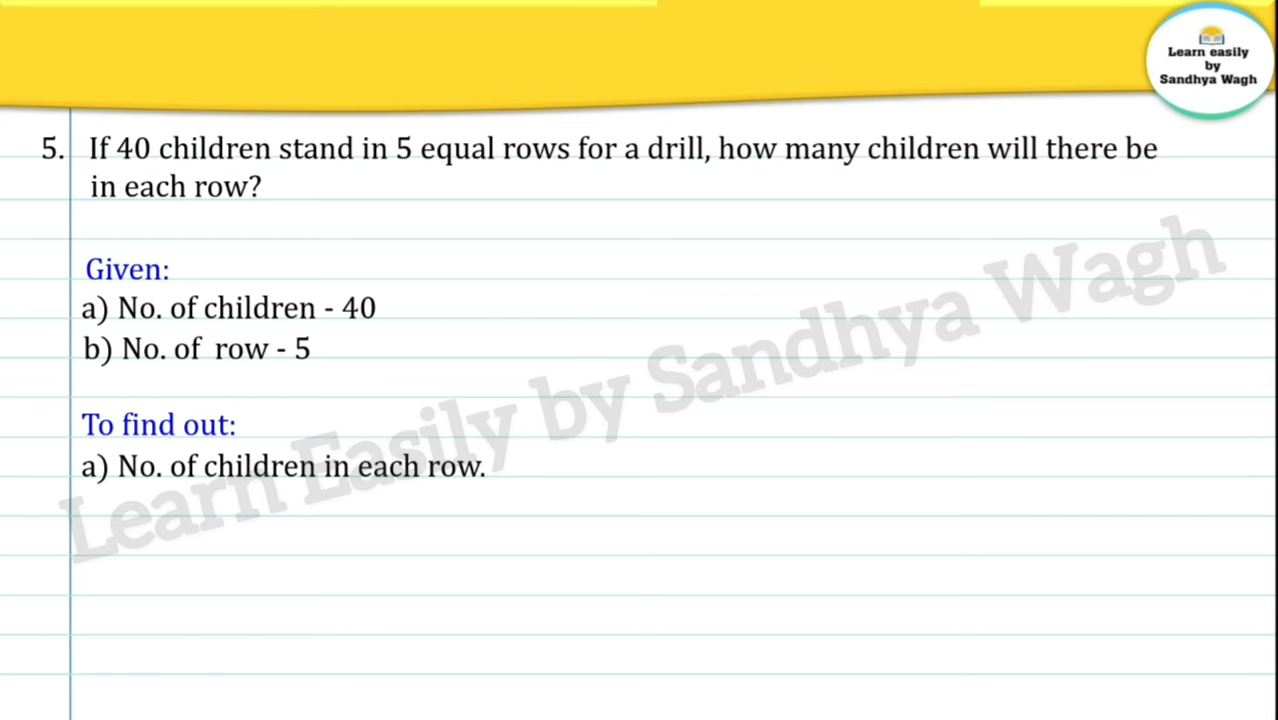 Learn easily
by
Sandhya Wagh
5. If 40 children stand in 5 equal rows for a drill, how many children will there be
in each row?
Given:
a) No. of children - 40
b) No. of row - 5
To find out:
a) No. of children in each row.
Learn Easily by Sandhya Wagh